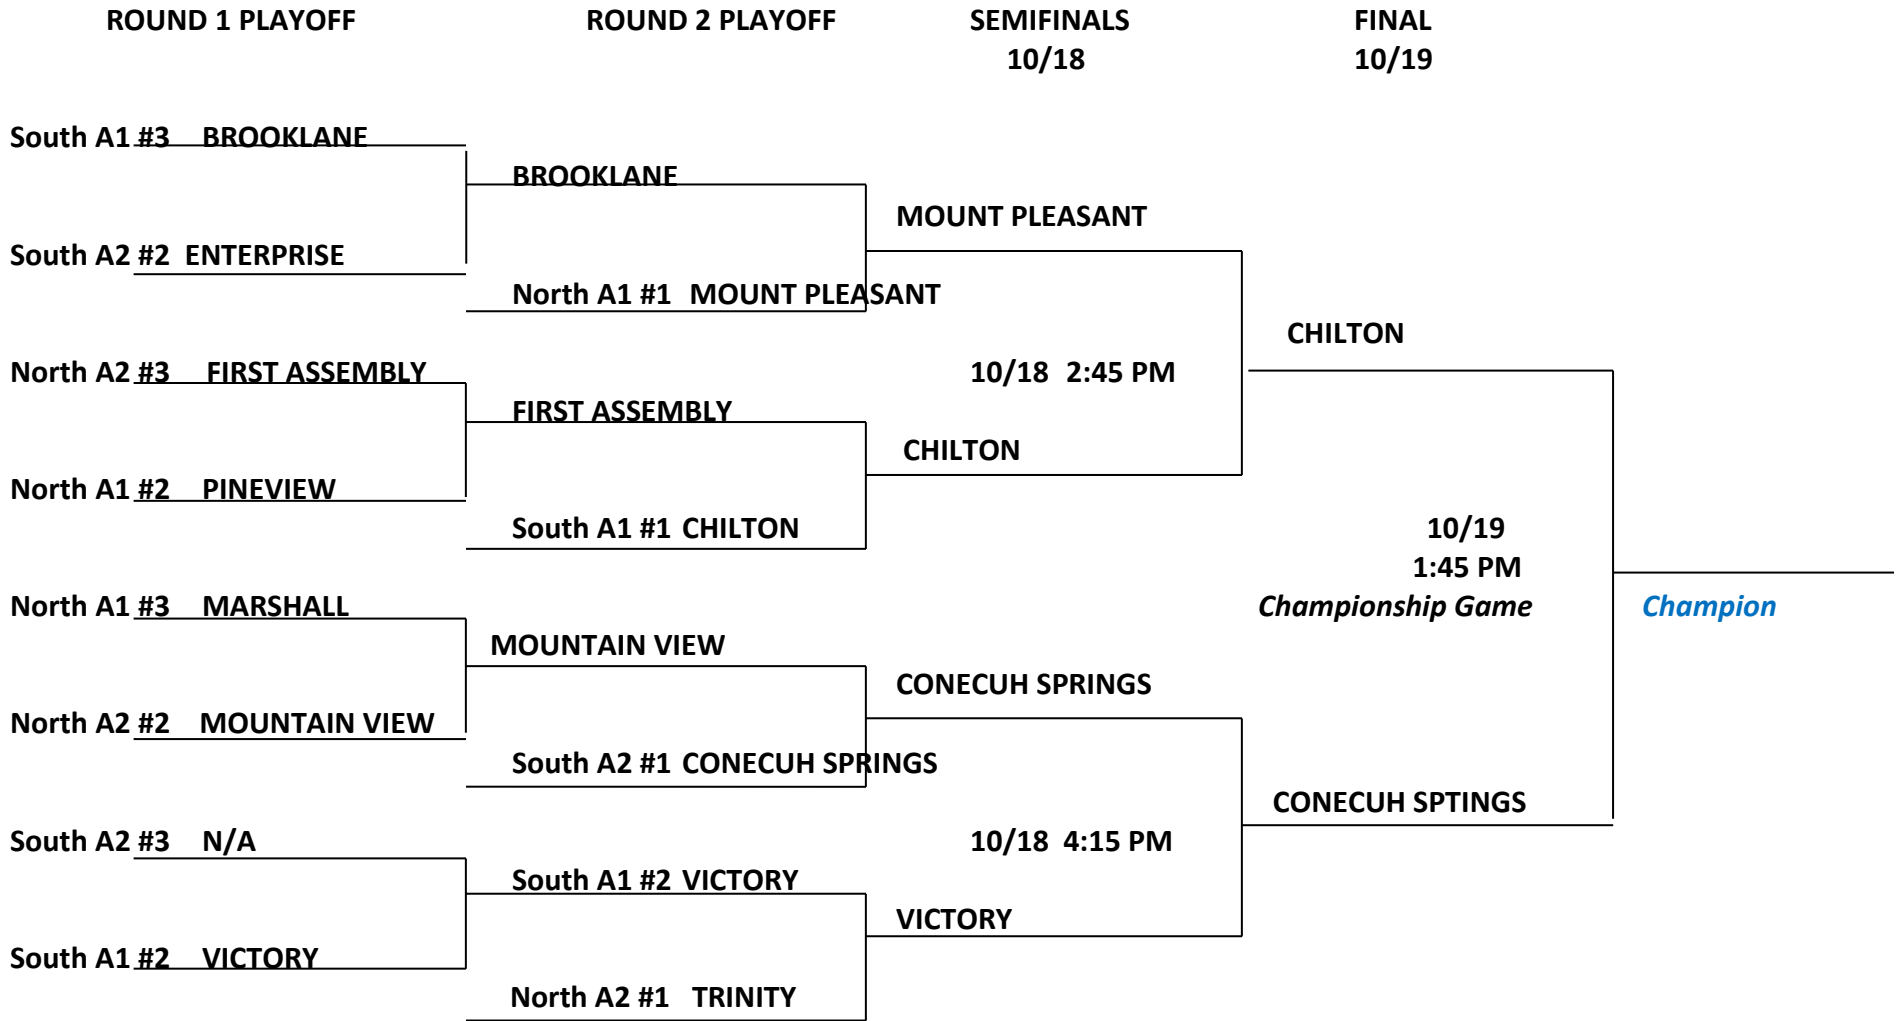 ROUND 1 PLAYOFF ROUND 2 PLAYOFF SEMIFINALS FINAL
10/18 10/19
South A1 #3 BROOKLANE
BROOKLANE
MOUNT PLEASANT
South A2 #2 ENTERPRISE
North A1 #1 MOUNT PLEASANT
CHILTON
North A2 #3 FIRST ASSEMBLY 10/18 2:45 PM
FIRST ASSEMBLY
CHILTON
North A1 #2 PINEVIEW
South A1 #1 CHILTON 10/19
1:45 PM
North A1 #3 MARSHALL Championship Game Champion
MOUNTAIN VIEW
CONECUH SPRINGS
North A2 #2 MOUNTAIN VIEW
South A2 #1 CONECUH SPRINGS
CONECUH SPTINGS
South A2 #3 N/A 10/18 4:15 PM
South A1 #2 VICTORY
VICTORY
South A1 #2 VICTORY
North A2 #1 TRINITY